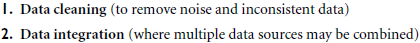 1. Data cleaning (to remove noise and inconsistent data)
2. Data integration (where multiple data sources may be combined)